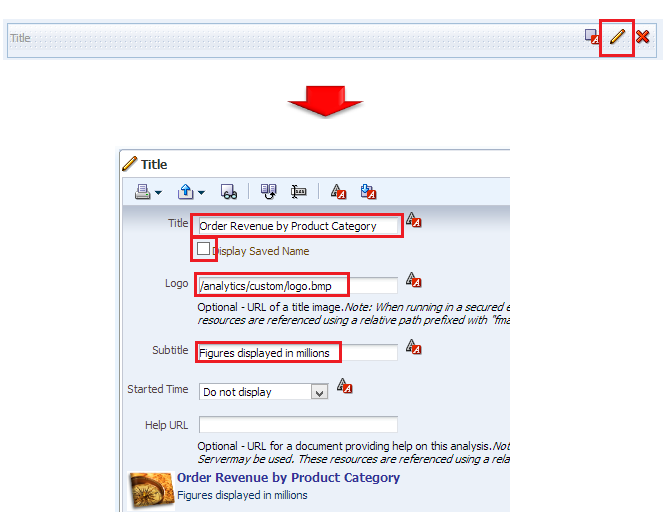 Title
Title
Title Order Revenue by Product Category
Display Saved Name
Logo /analytics/custom/logo.bmp
Optional - URL of a title image. Note: When running in a secured e
resources are referenced using a relative path prefixed with "fma
Subtitle Figures displayed in millions
Started Time Do not display
Help URL
Optional - URL for a document providing help on this analysis. Not
Servermay be used. These resources are referenced using a rela
Order Revenue by Product Category
Figures displayed in millions